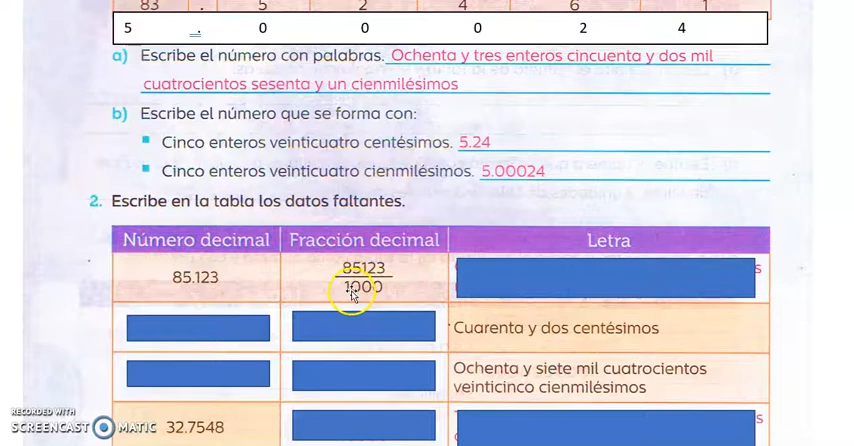 83 . 5 2 4 6 1
5 . 0 0 0 2 4
a) Escribe el número con palabras. Ochenta y tres enteros cincuenta y dos mil
cuatrocientos sesenta y un cienmilésimos
b) Escribe el número que se forma con:
Cinco enteros veinticuatro centésimos. 5.24
Cinco enteros veinticuatro cienmilésimos. 5.00024
2. Escribe en la tabla los datos faltantes.
Número decimal Fracción decimal Letra
85.123 85123
1000
Cuarenta y dos centésimos
Ochenta y siete mil cuatrocientos
veinticinco cienmilésimos
32.7548
RECORDED WITH
SCREENCAST MATIC